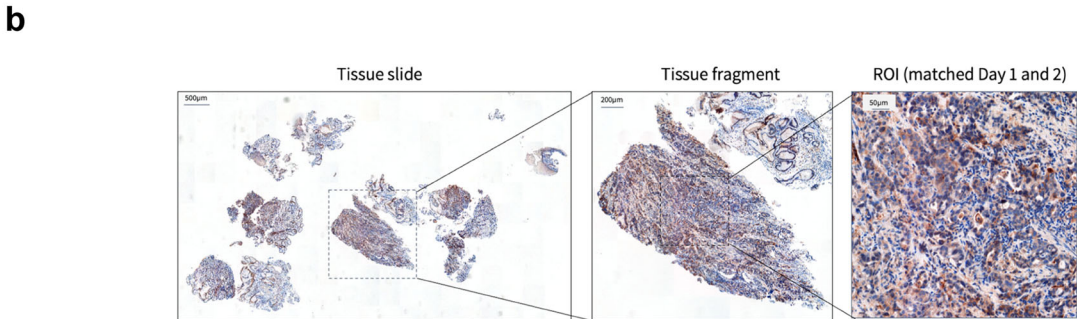 b
Tissue slide
Tissue fragment
ROI (matched Day 1 and 2)
500μm
200μm
50μm